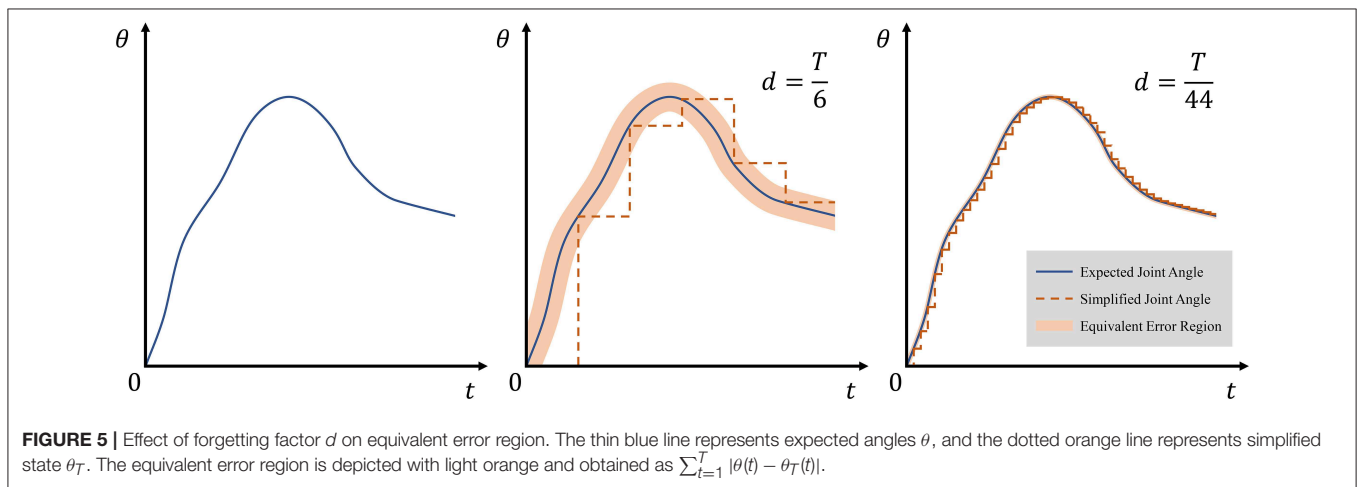 θ
0
t
θ
d = T/6
0
t
θ
d = T/44
Expected Joint Angle
Simplified Joint Angle
Equivalent Error Region
0
t
FIGURE 5 | Effect of forgetting factor d on equivalent error region. The thin blue line represents expected angles θ, and the dotted orange line represents simplified
state θ_T. The equivalent error region is depicted with light orange and obtained as ∑_{t=1}^{T} |θ(t) − θ_T(t)|.